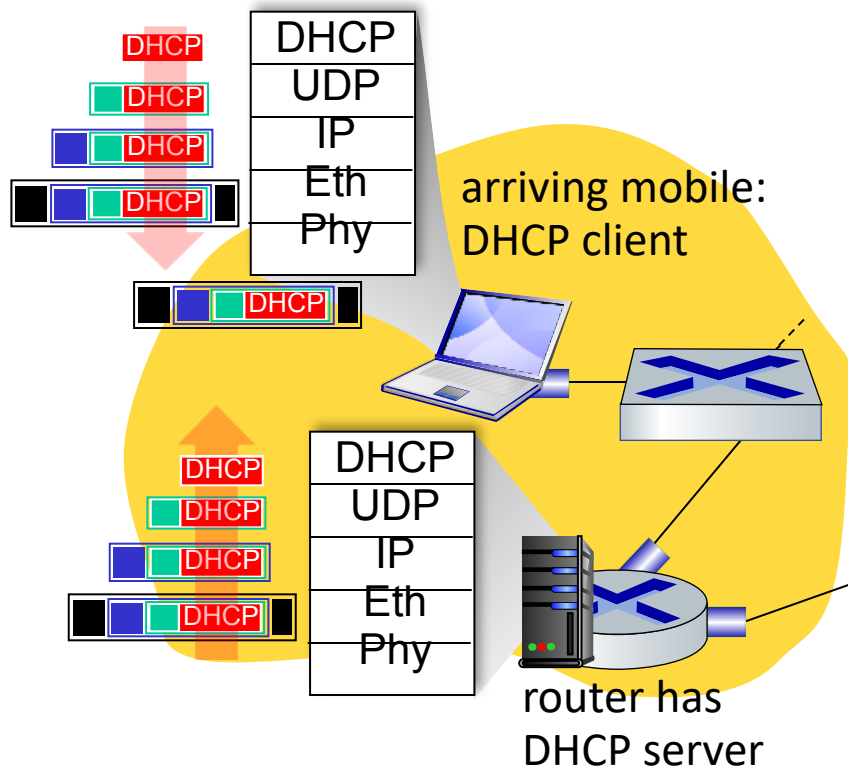 DHCP
DHCP
DHCP
DHCP
DHCP
DHCP
UDP
IP
Eth
Phy
arriving mobile:
DHCP client
DHCP
DHCP
DHCP
DHCP
DHCP
UDP
IP
Eth
Phy
router has
DHCP server